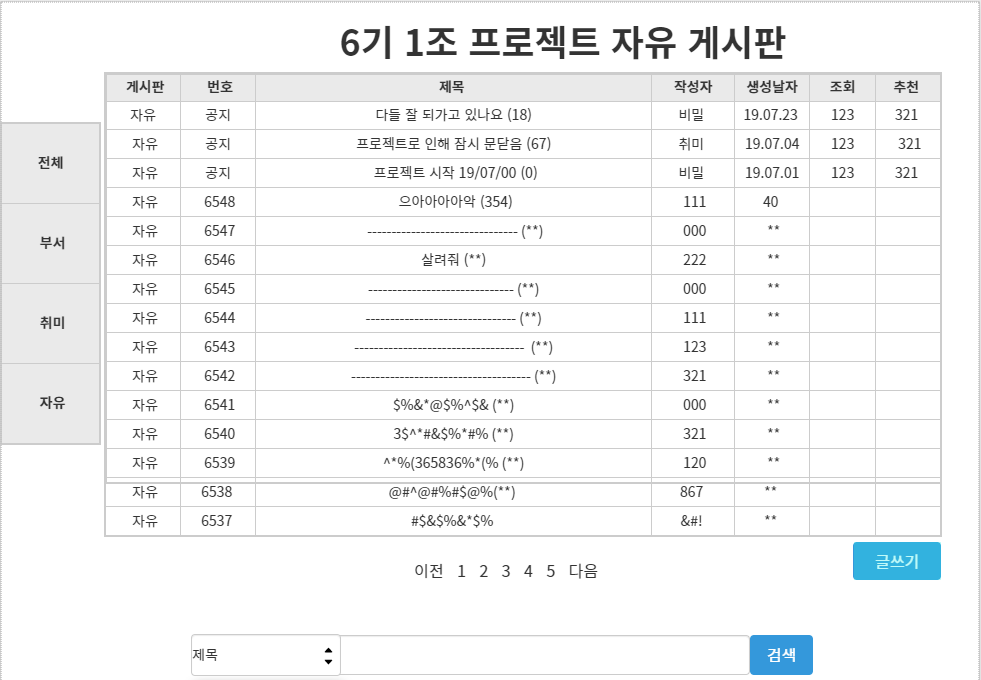 6기 1조 프로젝트 자유 게시판
게시판 번호 제목 작성자 생성날자 조회 추천
자유 공지 다들 잘 되가고 있나요 (18) 비밀 19.07.23 123 321
자유 공지 프로젝트로 인해 잠시 문닫음 (67) 취미 19.07.04 123 321
자유 공지 프로젝트 시작 19/07/00 (0) 비밀 19.07.01 123 321
자유 6548 으아아아아악 (354) 111 40
자유 6547 ------------------------------- (**) 000 **
자유 6546 살려줘 (**) 222 **
자유 6545 ------------------------------ (**) 000 **
자유 6544 ------------------------------- (**) 111 **
자유 6543 ----------------------------------- (**) 123 **
자유 6542 ------------------------------------- (**) 321 **
자유 6541 $%&*@$%^$& (**) 000 **
자유 6540 3$^*#&$%*#% (**) 321 **
자유 6539 ^*%(365836%*(% (**) 120 **
자유 6538 @#^@#%#$@%(**) 867 **
자유 6537 #$&$%&*$% &#! **
전체
부서
취미
자유
글쓰기
이전 1 2 3 4 5 다음
제목 검색